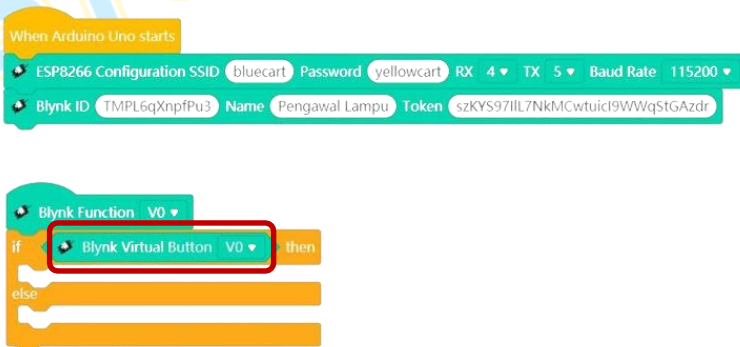 When Arduino Uno starts
ESP8266 Configuration SSID bluecart Password yellowcart RX 4 TX 5 Baud Rate 115200
Blynk ID TMPL6qXnpfPu3 Name Pengawal Lampu Token szKYS97IlL7NkMCwtuicI9WWqStGAzdr
Blynk Function V0
if Blynk Virtual Button V0 then
else